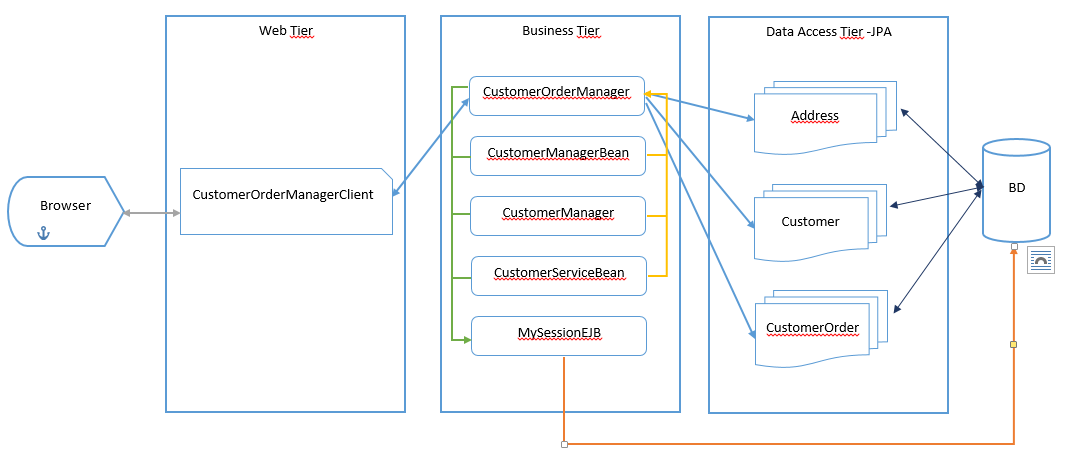 Web Tier
Business Tier
Data Access Tier -JPA
CustomerOrderManager
Address
CustomerManagerBean
BD
CustomerOrderManagerClient
Browser
CustomerManager
Customer
CustomerServiceBean
MySessionEJB
CustomerOrder